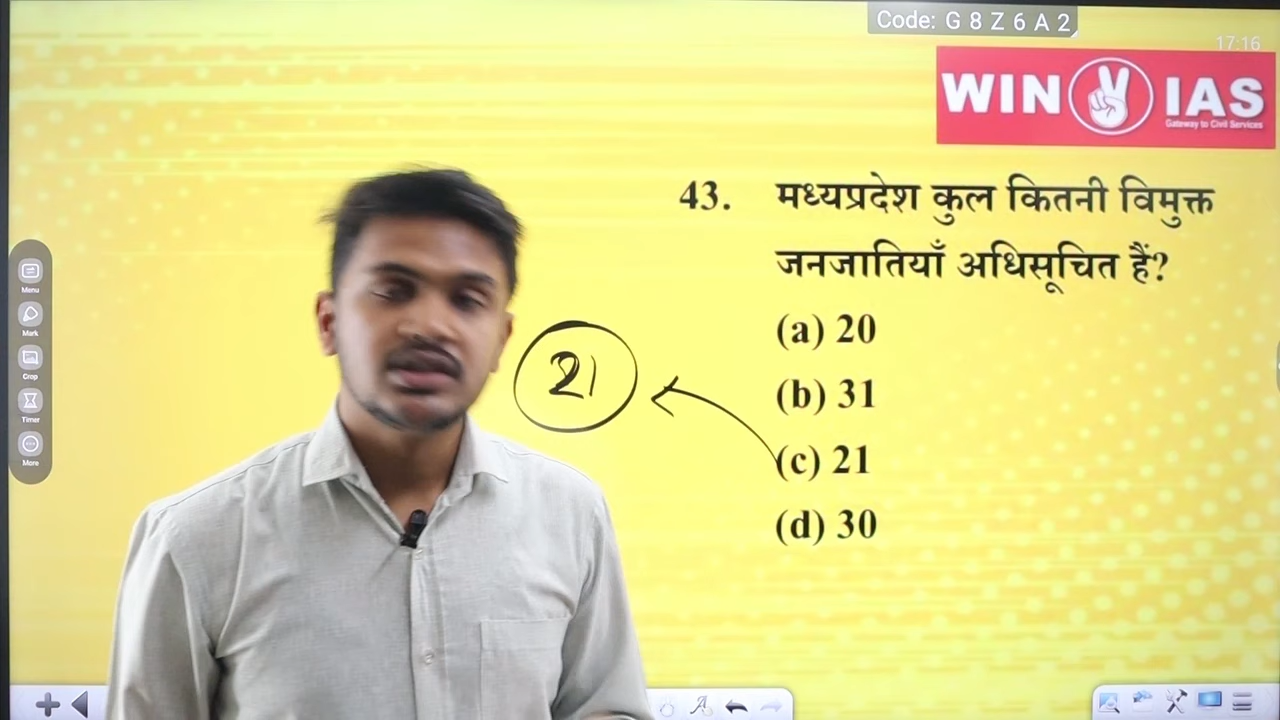 Code: G 8 Z 6 A 2
17:16
WIN IAS
Gateway to Civil Services
43. मध्यप्रदेश कुल कितनी विमुक्त
जनजातियाँ अधिसूचित हैं?
(a) 20
(b) 31
(c) 21
(d) 30
21
Menu
Mark
Crop
Timer
More